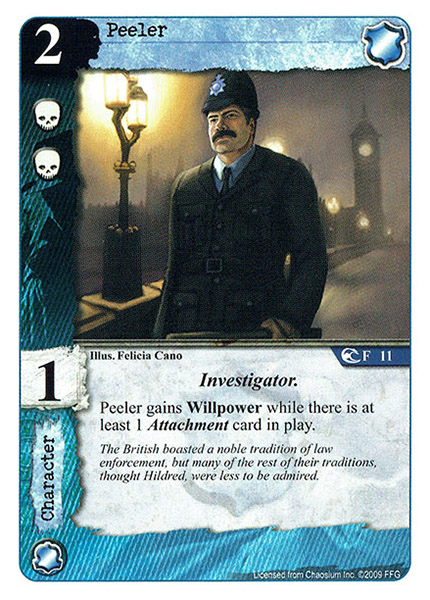 2
Peeler
Illus. Felicia Cano
F 11
1
Investigator.
Peeler gains Willpower while there is at
least 1 Attachment card in play.
The British boasted a noble tradition of law
enforcement, but many of the rest of their traditions,
thought Hildred, were less to be admired.
Character
Licensed from Chaosium Inc. ©2009 FFG